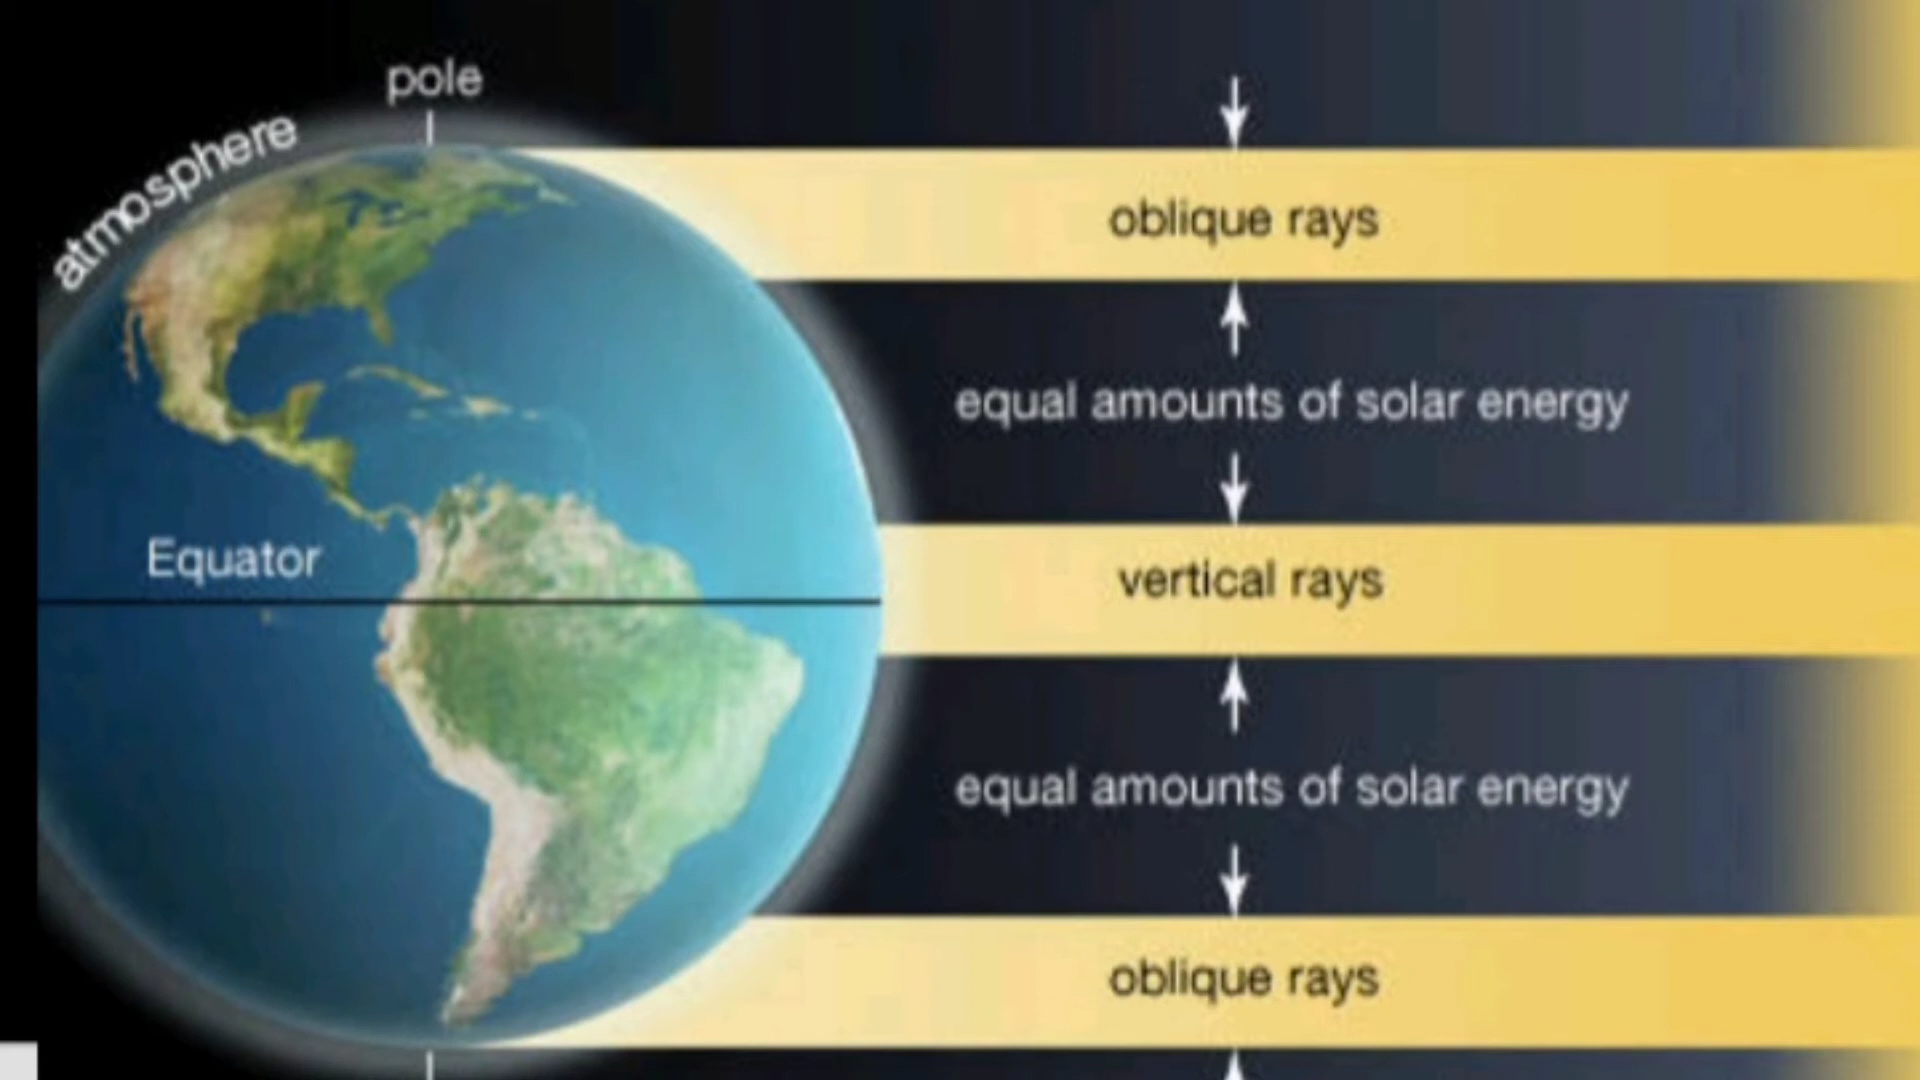 pole
atmosphere
oblique rays
equal amounts of solar energy
Equator
vertical rays
equal amounts of solar energy
oblique rays